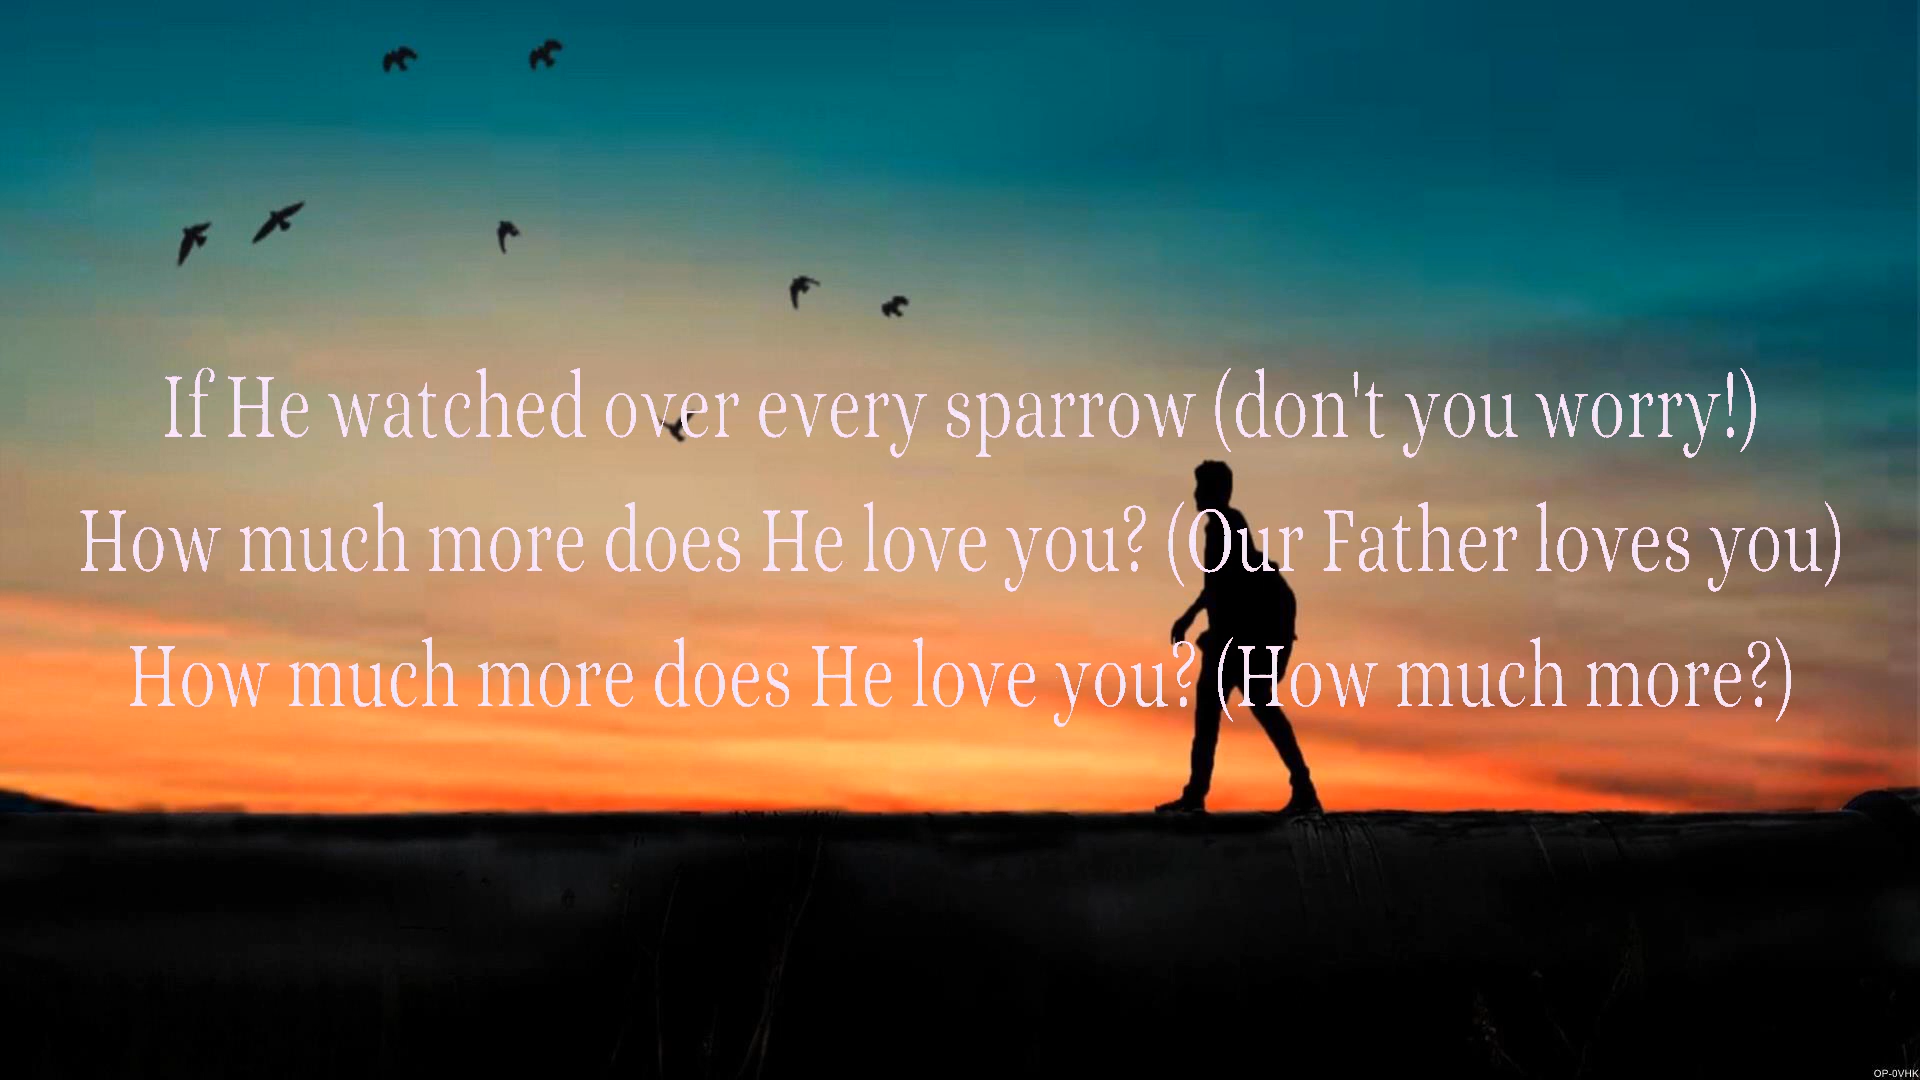 If He watched over every sparrow (don't you worry!)
How much more does He love you? (Our Father loves you)
How much more does He love you? (How much more?)
OP-0VHK